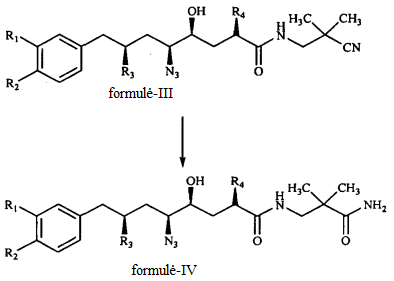 OH R₄ H₃C CH₃
R₁ H N CN
R₂ R₃ N₃ O
formulė-III
OH R₄ H₃C CH₃
R₁ H N NH₂
R₂ R₃ N₃ O O
formulė-IV